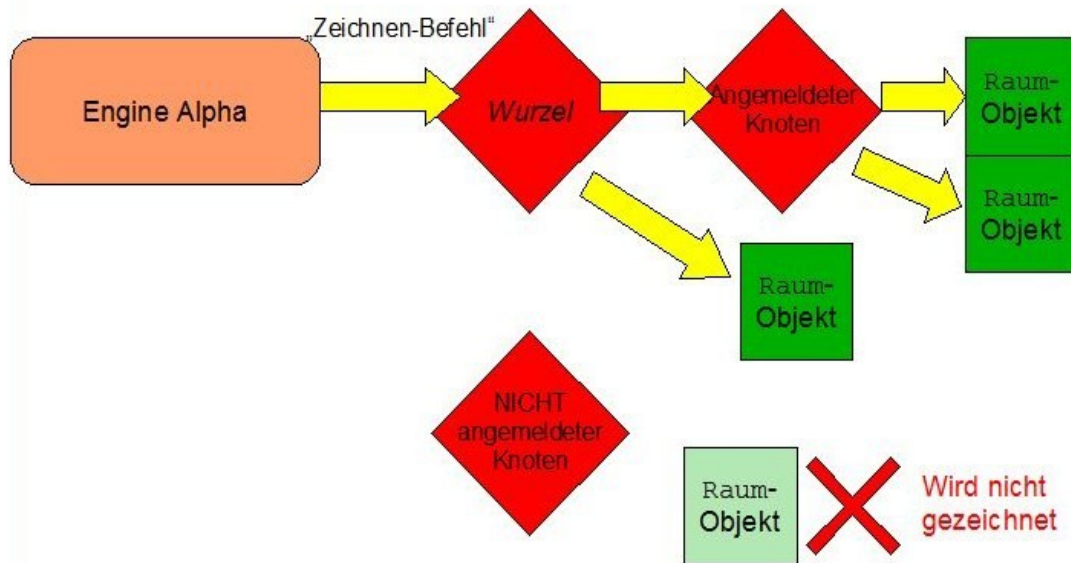 „Zeichnen-Befehl“
Engine Alpha
Wurzel
Angemeldeter
Knoten
Raum-
Objekt
Raum-
Objekt
Raum-
Objekt
NICHT
angemeldeter
Knoten
Raum-
Objekt
Wird nicht
gezeichnet